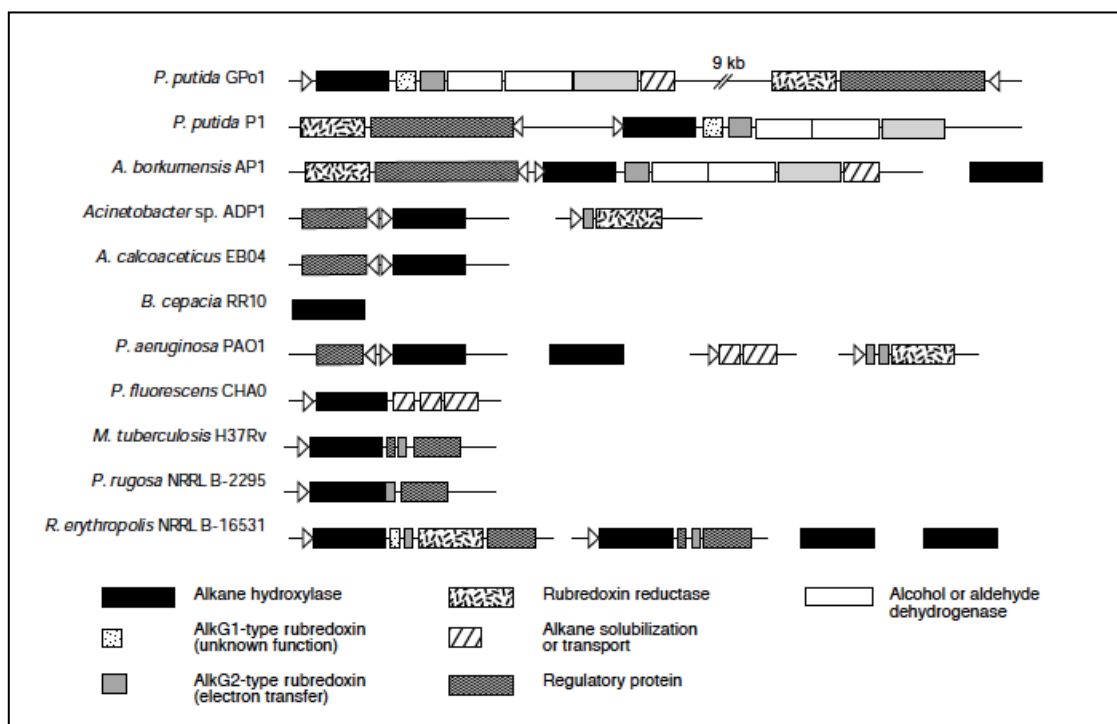 9 kb
P. putida GPo1
P. putida P1
A. borkumensis AP1
Acinetobacter sp. ADP1
A. calcoaceticus EB04
B. cepacia RR10
P. aeruginosa PAO1
P. fluorescens CHA0
M. tuberculosis H37Rv
P. rugosa NRRL B-2295
R. erythropolis NRRL B-16531
Alkane hydroxylase
Rubredoxin reductase
Alcohol or aldehyde
dehydrogenase
AlkG1-type rubredoxin
(unknown function)
Alkane solubilization
or transport
AlkG2-type rubredoxin
(electron transfer)
Regulatory protein